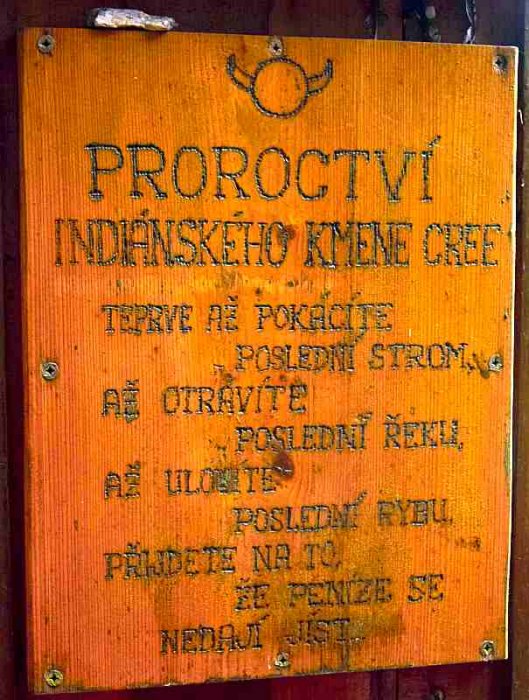 PROROCTVÍ
INDIÁNSKÉHO KMENE CREE
TEPRVE AŽ POKÁCÍTE
POSLEDNÍ STROM,
AŽ OTRÁVÍTE
POSLEDNÍ ŘEKU,
AŽ ULOVÍTE
POSLEDNÍ RYBU,
PŘIJDETE NA TO,
ŽE PENÍZE SE
NEDAJÍ JÍST...